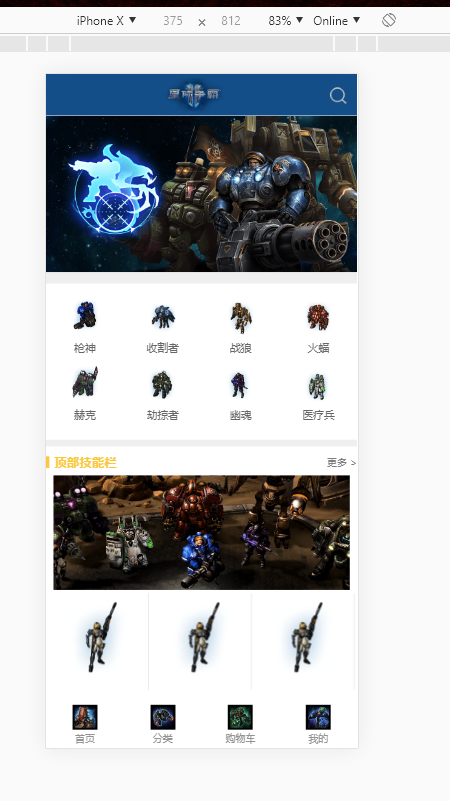 iPhone X ▼ 375 × 812 83% ▼ Online ▼
星际争霸
枪神 收割者 战狼 火蝠
赫克 劫掠者 幽魂 医疗兵
顶部技能栏 更多 >
首页 分类 购物车 我的